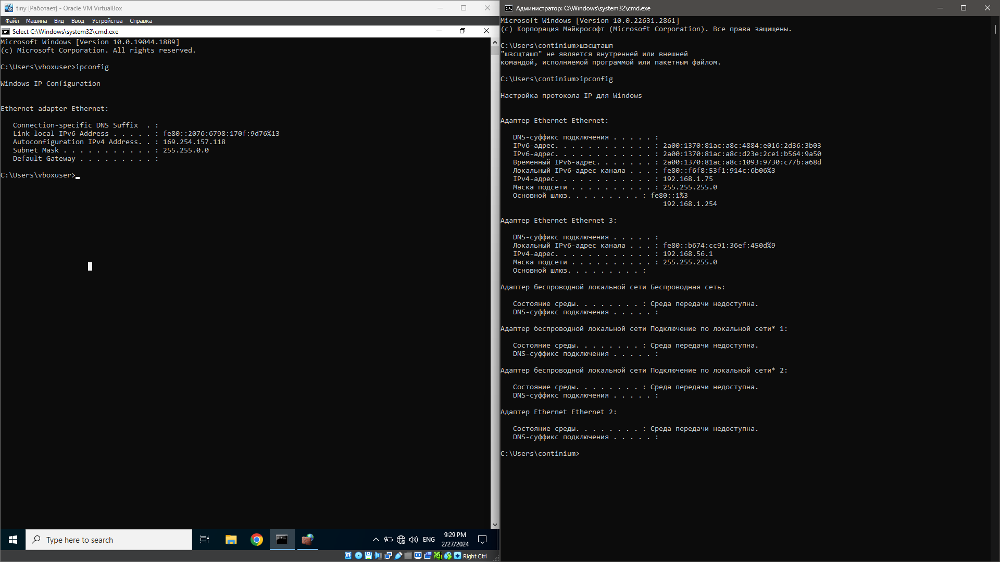 tiny [Работает] - Oracle VM VirtualBox
Файл Машина Вид Ввод Устройства Справка
Select C:\Windows\system32\cmd.exe
Microsoft Windows [Version 10.0.19044.1889]
(c) Microsoft Corporation. All rights reserved.
C:\Users\vboxuser>ipconfig
Windows IP Configuration
Ethernet adapter Ethernet:
Connection-specific DNS Suffix  . :
Link-local IPv6 Address . . . . . : fe80::2076:6798:170f:9d76%13
Autoconfiguration IPv4 Address. . : 169.254.157.118
Subnet Mask . . . . . . . . . . . : 255.255.0.0
Default Gateway . . . . . . . . . :
C:\Users\vboxuser>
Type here to search
ENG
9:29 PM
2/27/2024
Right Ctrl
Администратор: C:\Windows\system32\cmd.exe
Microsoft Windows [Version 10.0.22631.2861]
(c) Корпорация Майкрософт (Microsoft Corporation). Все права защищены.
C:\Users\continium>шзсщташп
"шзсщташп" не является внутренней или внешней
командой, исполняемой программой или пакетным файлом.
C:\Users\continium>ipconfig
Настройка протокола IP для Windows
Адаптер Ethernet Ethernet:
DNS-суффикс подключения . . . . . :
IPv6-адрес. . . . . . . . . . . . : 2a00:1370:81ac:a8c:4884:e016:2d36:3b03
IPv6-адрес. . . . . . . . . . . . : 2a00:1370:81ac:a8c:d23e:2ce1:b564:9a50
Временный IPv6-адрес. . . . . . . : 2a00:1370:81ac:a8c:1093:9730:c77b:a68d
Локальный IPv6-адрес канала . . . : fe80::f6f8:53f1:914c:6b06%3
IPv4-адрес. . . . . . . . . . . . : 192.168.1.75
Маска подсети . . . . . . . . . . : 255.255.255.0
Основной шлюз. . . . . . . . . : fe80::1%3
192.168.1.254
Адаптер Ethernet Ethernet 3:
DNS-суффикс подключения . . . . . :
Локальный IPv6-адрес канала . . . : fe80::b674:cc91:36ef:450d%9
IPv4-адрес. . . . . . . . . . . . : 192.168.56.1
Маска подсети . . . . . . . . . . : 255.255.255.0
Основной шлюз. . . . . . . . . :
Адаптер беспроводной локальной сети Беспроводная сеть:
Состояние среды. . . . . . . . : Среда передачи недоступна.
DNS-суффикс подключения . . . . . :
Адаптер беспроводной локальной сети Подключение по локальной сети* 1:
Состояние среды. . . . . . . . : Среда передачи недоступна.
DNS-суффикс подключения . . . . . :
Адаптер беспроводной локальной сети Подключение по локальной сети* 2:
Состояние среды. . . . . . . . : Среда передачи недоступна.
DNS-суффикс подключения . . . . . :
Адаптер Ethernet Ethernet 2:
Состояние среды. . . . . . . . : Среда передачи недоступна.
DNS-суффикс подключения . . . . . :
C:\Users\continium>